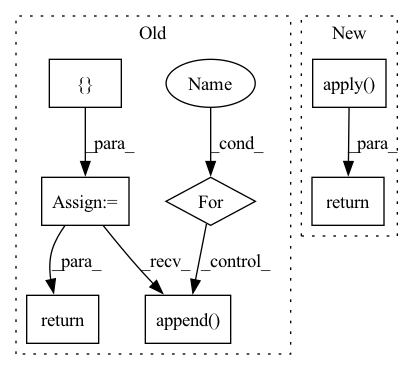 Old
New
{}
Name
apply()
_para_
_cond_
_para_
Assign:=
For
return
_para_
_recv_
_control_
return
append()